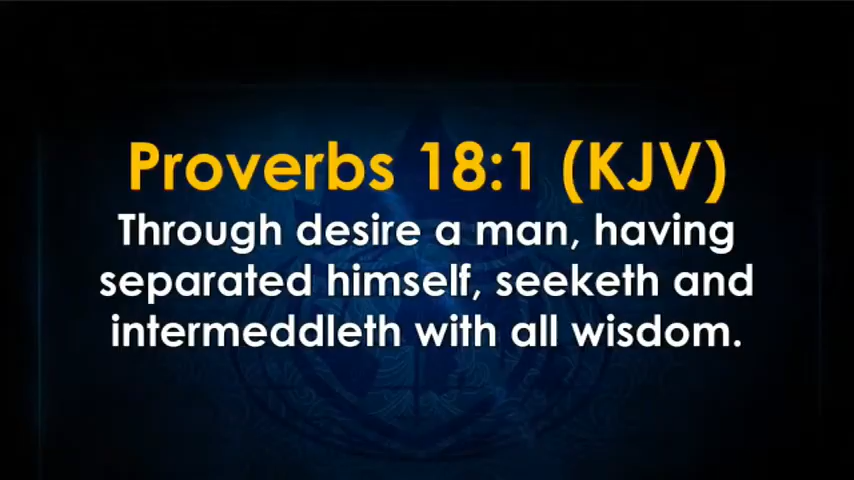 Proverbs 18:1 (KJV)
Through desire a man, having
separated himself, seeketh and
intermeddleth with all wisdom.